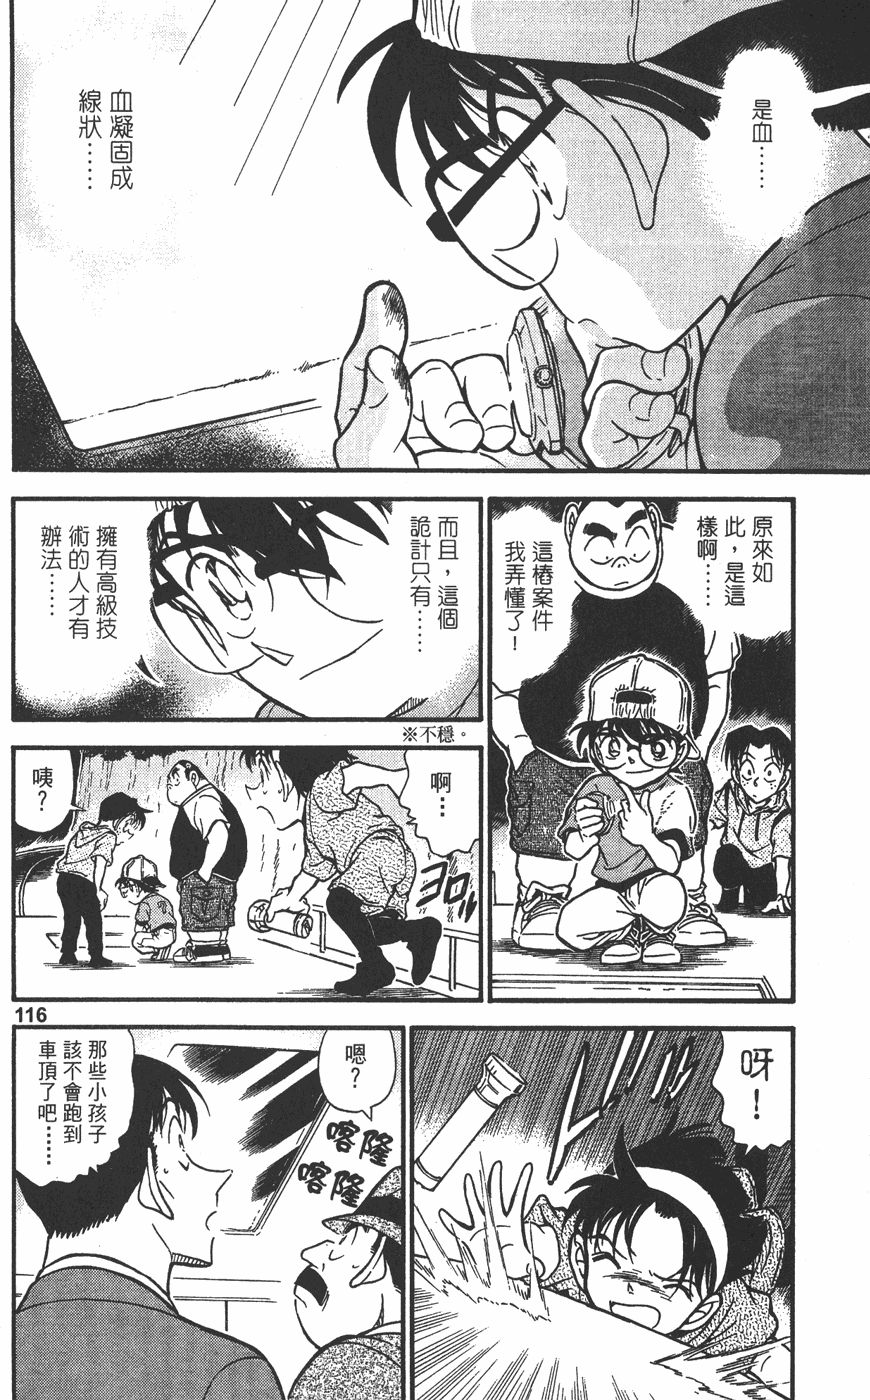 是血……
血凝固成
線狀……
原來如
此，是這
樣啊……
這樁案件
我弄懂了！
而且，這個
詭計只有……
擁有高級技
術的人才有
辦法……
※不穩。
啊…
ヨロッ
咦？
116
呀！
ドン
嗯？
喀隆
喀隆
那些小孩子
該不會跑到
車頂了吧……